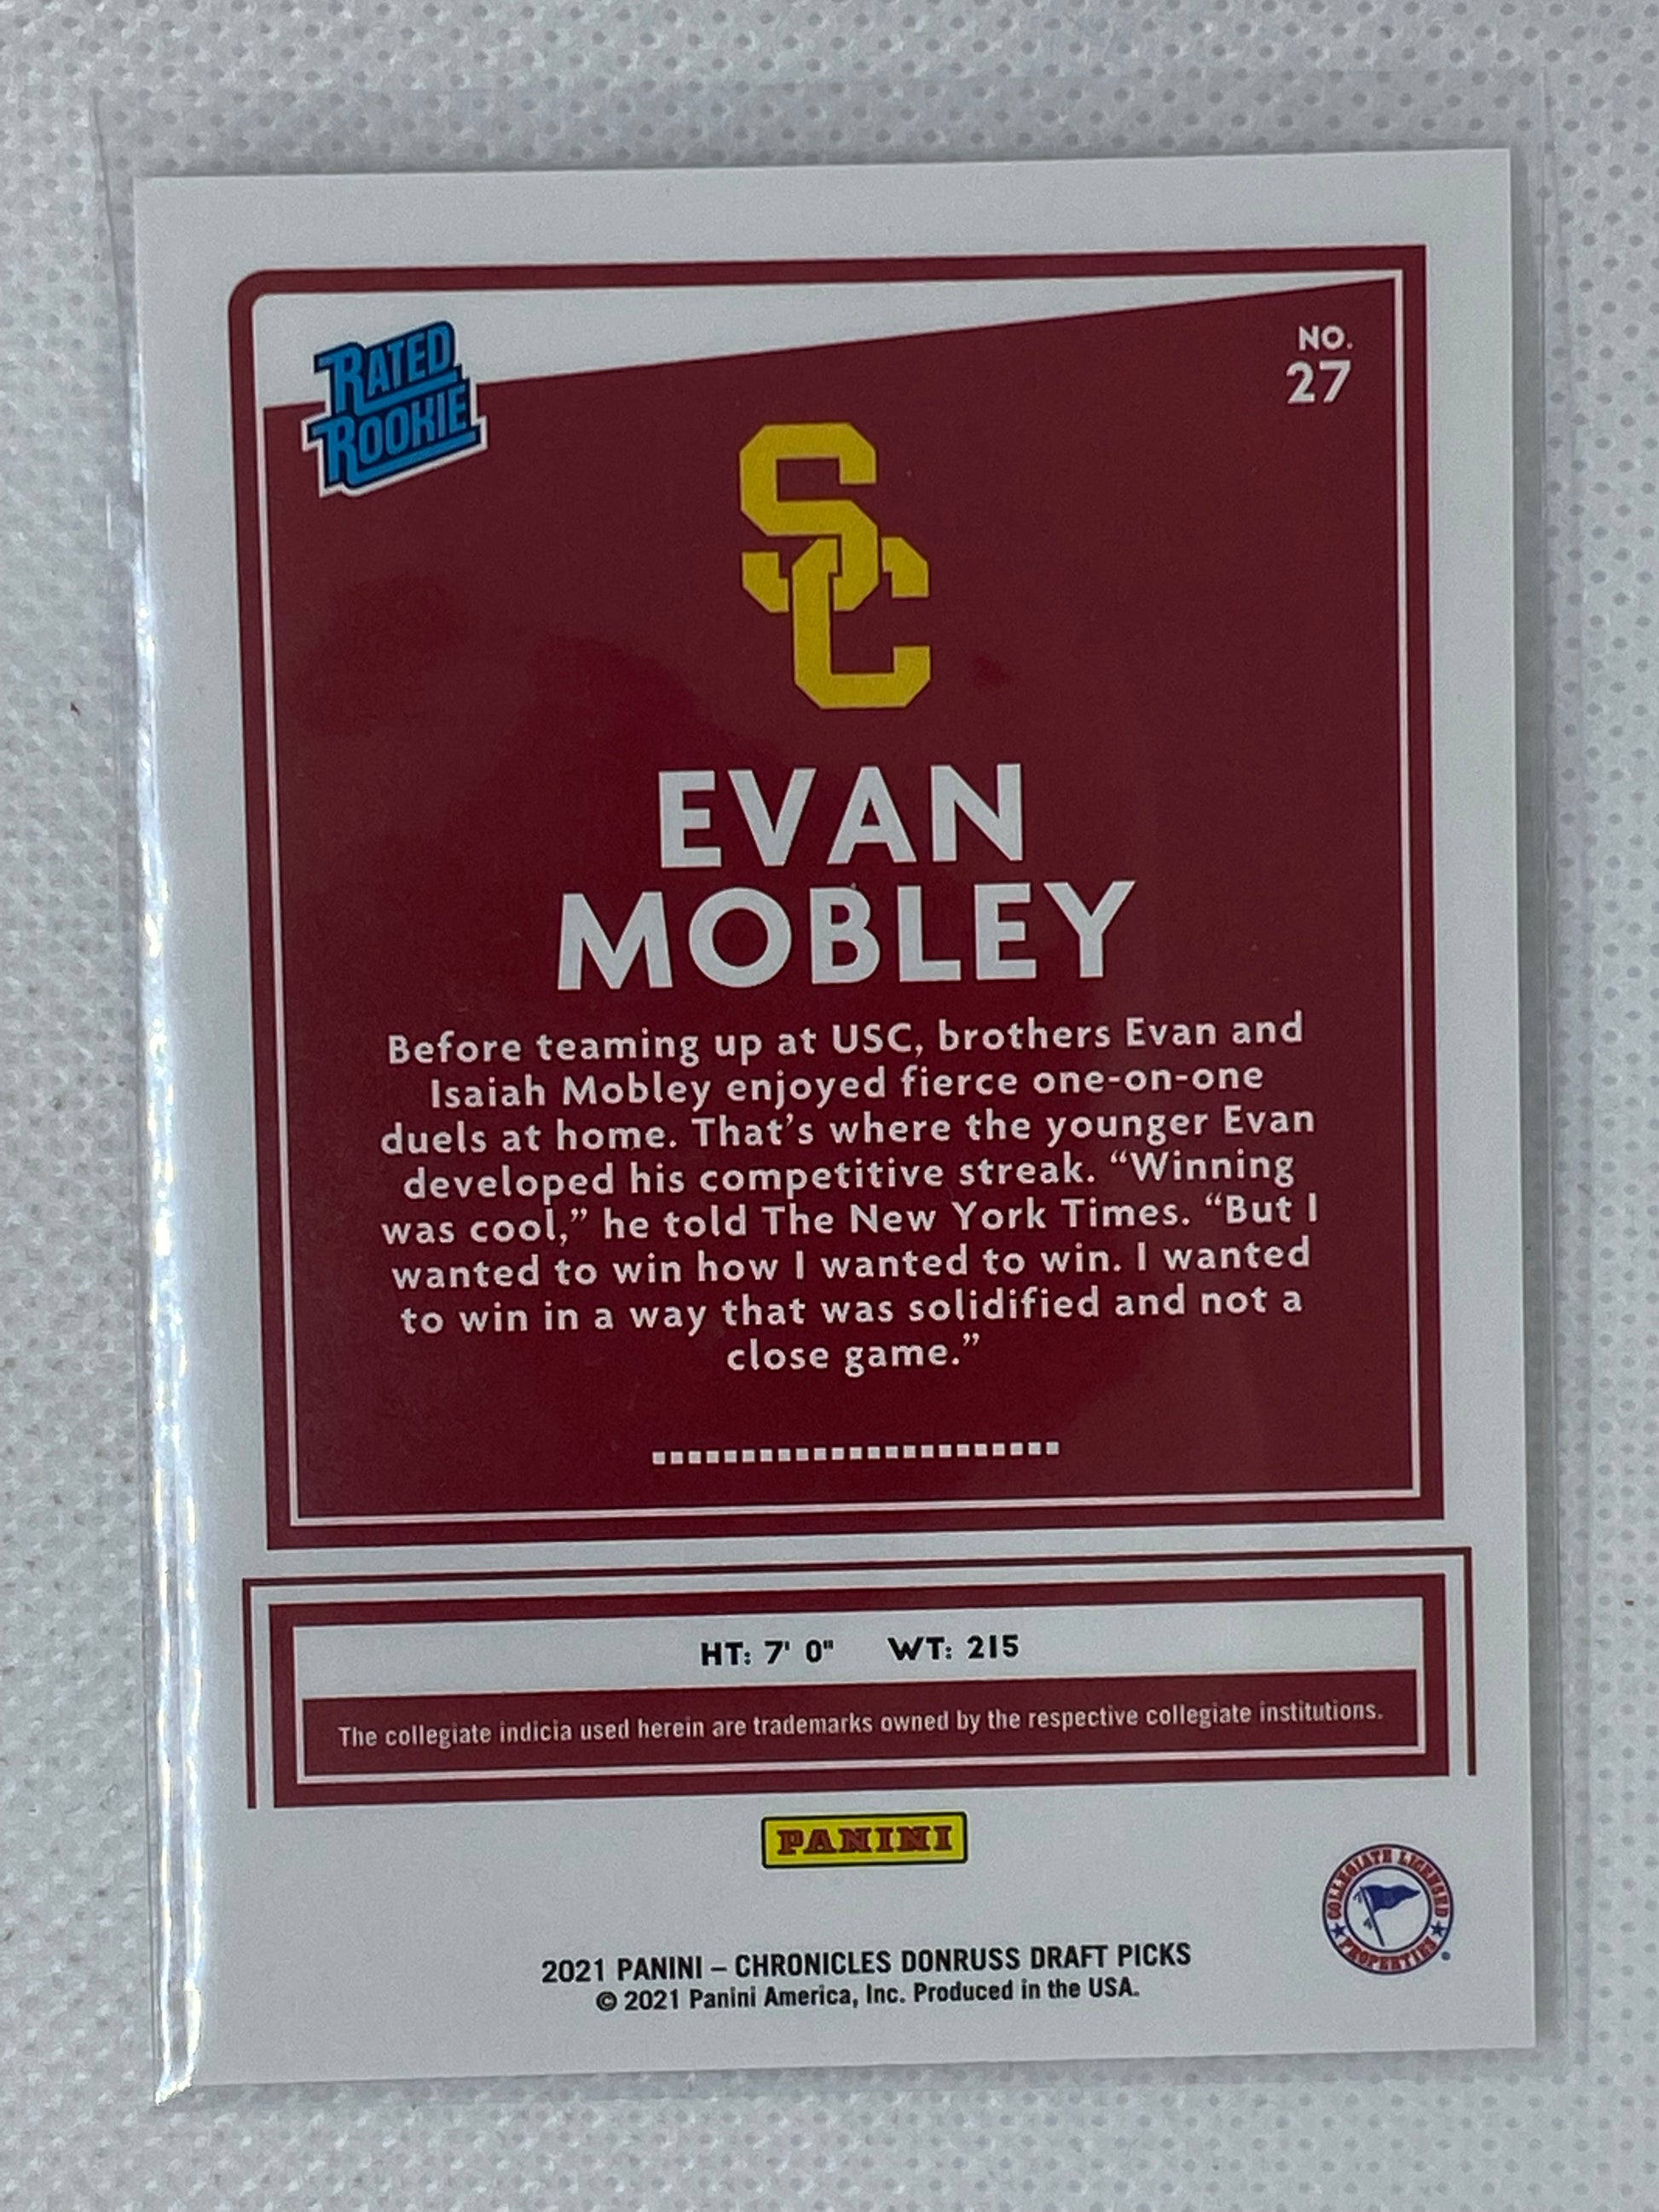 RATED
ROOKIE
NO.
27
SC
EVAN
MOBLEY
Before teaming up at USC, brothers Evan and
Isaiah Mobley enjoyed fierce one-on-one
duels at home. That’s where the younger Evan
developed his competitive streak. “Winning
was cool,” he told The New York Times. “But I
wanted to win how I wanted to win. I wanted
to win in a way that was solidified and not a
close game.”
HT: 7' 0" WT: 215
The collegiate indicia used herein are trademarks owned by the respective collegiate institutions.
PANINI
COLLEGIATE LICENSED
PROPERTIES ®
2021 PANINI – CHRONICLES DONRUSS DRAFT PICKS
© 2021 Panini America, Inc. Produced in the USA.